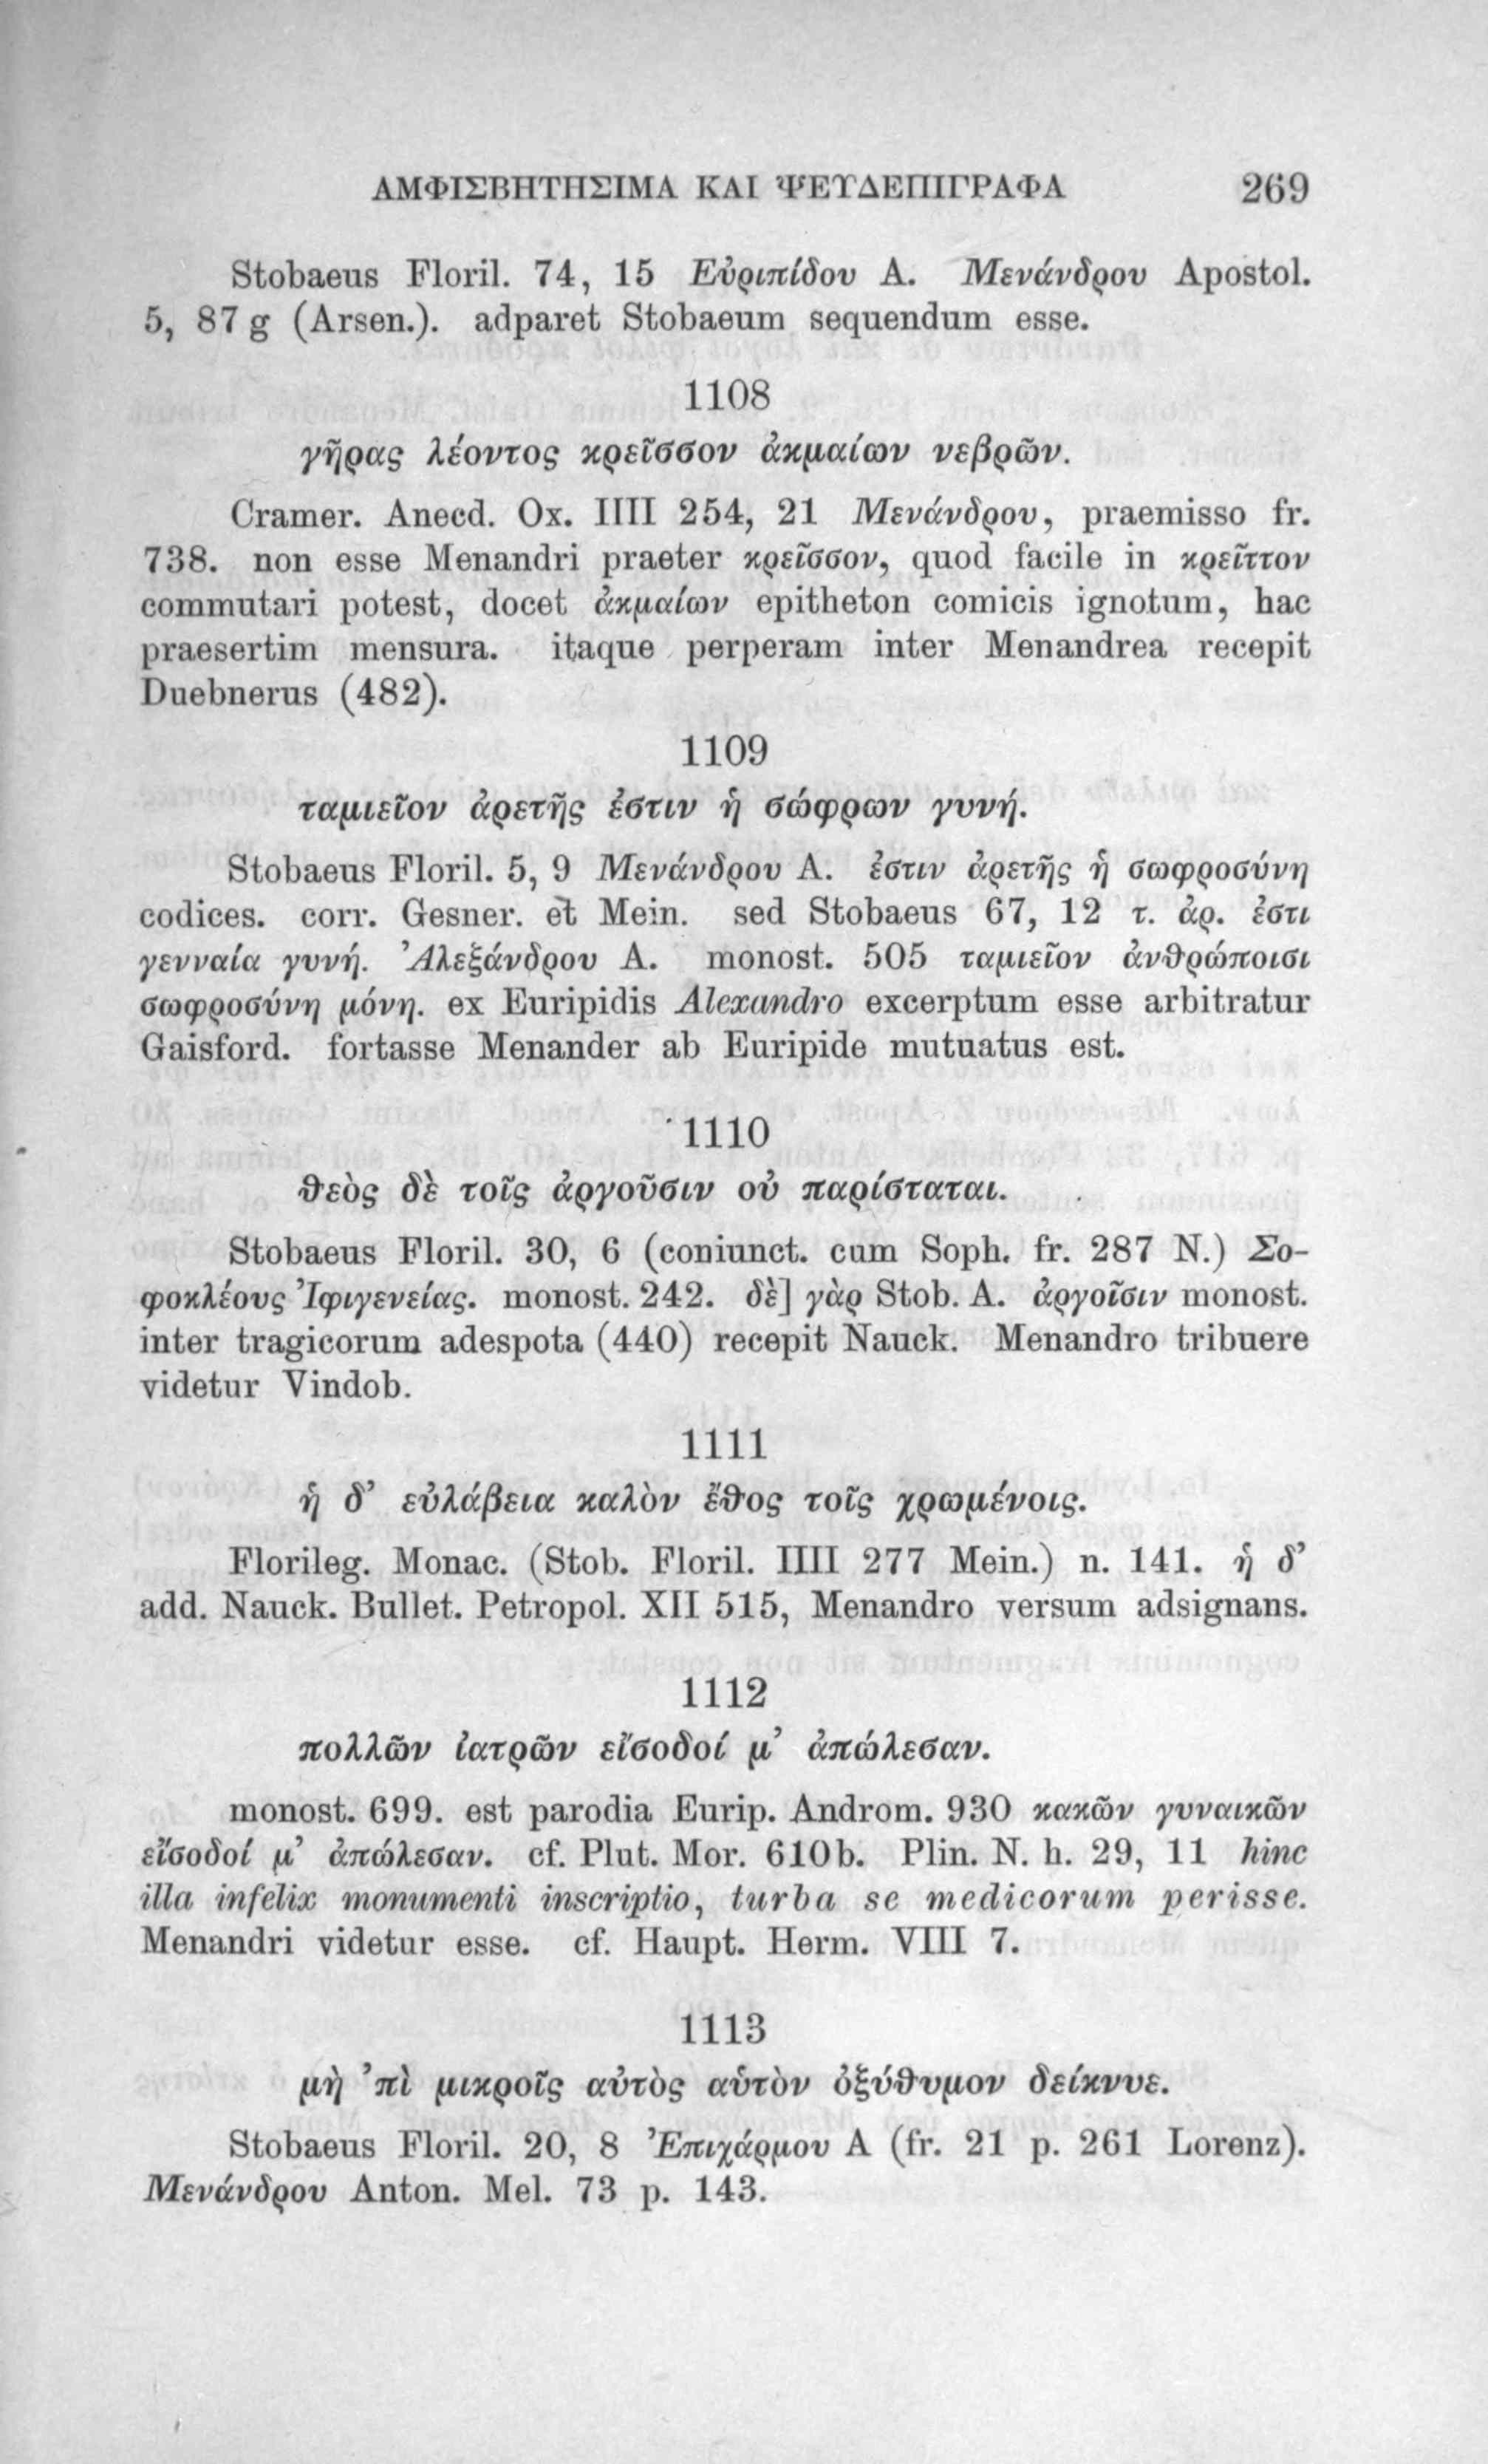 ΑΜΦΙΣΒΗΤΗΣΙΜΑ ΚΑΙ ΨΕΥΔΕΠΙΓΡΑΦΑ 269
Stobaeus Floril. 74, 15 Εὐριπίδου A. Μενάνδρου Apostol.
5, 87 g (Arsen.). adparet Stobaeum sequendum esse.
1108
γῆρας λέοντος κρεῖσσον ἀκμαίων νεβρῶν.
Cramer. Anecd. Ox. IIII 254, 21 Μενάνδρου, praemisso fr.
738. non esse Menandri praeter κρεῖσσον, quod facile in κρεῖττον
commutari potest, docet ἀκμαίων epitheton comicis ignotum, hac
praesertim mensura. itaque perperam inter Menandrea recepit
Duebnerus (482).
1109
ταμιεῖον ἀρετῆς ἐστιν ἡ σώφρων γυνή.
Stobaeus Floril. 5, 9 Μενάνδρου A. ἐστιν ἀρετῆς ἡ σωφροσύνη
codices. corr. Gesner. et Mein. sed Stobaeus 67, 12 τ. ἀρ. ἐστι
γενναία γυνή. Ἀλεξάνδρου A. monost. 505 ταμιεῖον ἀνθρώποισι
σωφροσύνη μόνη. ex Euripidis Alexandro excerptum esse arbitratur
Gaisford. fortasse Menander ab Euripide mutuatus est.
1110
θεὸς δὲ τοῖς ἀργοῦσιν οὐ παρίσταται.
Stobaeus Floril. 30, 6 (coniunct. cum Soph. fr. 287 N.) Σο-
φοκλέους Ἰφιγενείας. monost. 242. δὲ] γὰρ Stob. A. ἀργοῖσιν monost.
inter tragicorum adespota (440) recepit Nauck. Menandro tribuere
videtur Vindob.
1111
ἡ δ’ εὐλάβεια καλὸν ἔθος τοῖς χρωμένοις.
Florileg. Monac. (Stob. Floril. IIII 277 Mein.) n. 141. ἡ δ’
add. Nauck. Bullet. Petropol. XII 515, Menandro versum adsignans.
1112
πολλῶν ἰατρῶν εἴσοδοί μ’ ἀπώλεσαν.
monost. 699. est parodia Eurip. Androm. 930 κακῶν γυναικῶν
εἴσοδοί μ’ ἀπώλεσαν. cf. Plut. Mor. 610b. Plin. N. h. 29, 11 hinc
illa infelix monumenti inscriptio, turba se medicorum perisse.
Menandri videtur esse. cf. Haupt. Herm. VIII 7.
1113
μὴ ’πὶ μικροῖς αὐτὸς αὑτὸν ὀξύθυμον δείκνυε.
Stobaeus Floril. 20, 8 Ἐπιχάρμου A (fr. 21 p. 261 Lorenz).
Μενάνδρου Anton. Mel. 73 p. 143.